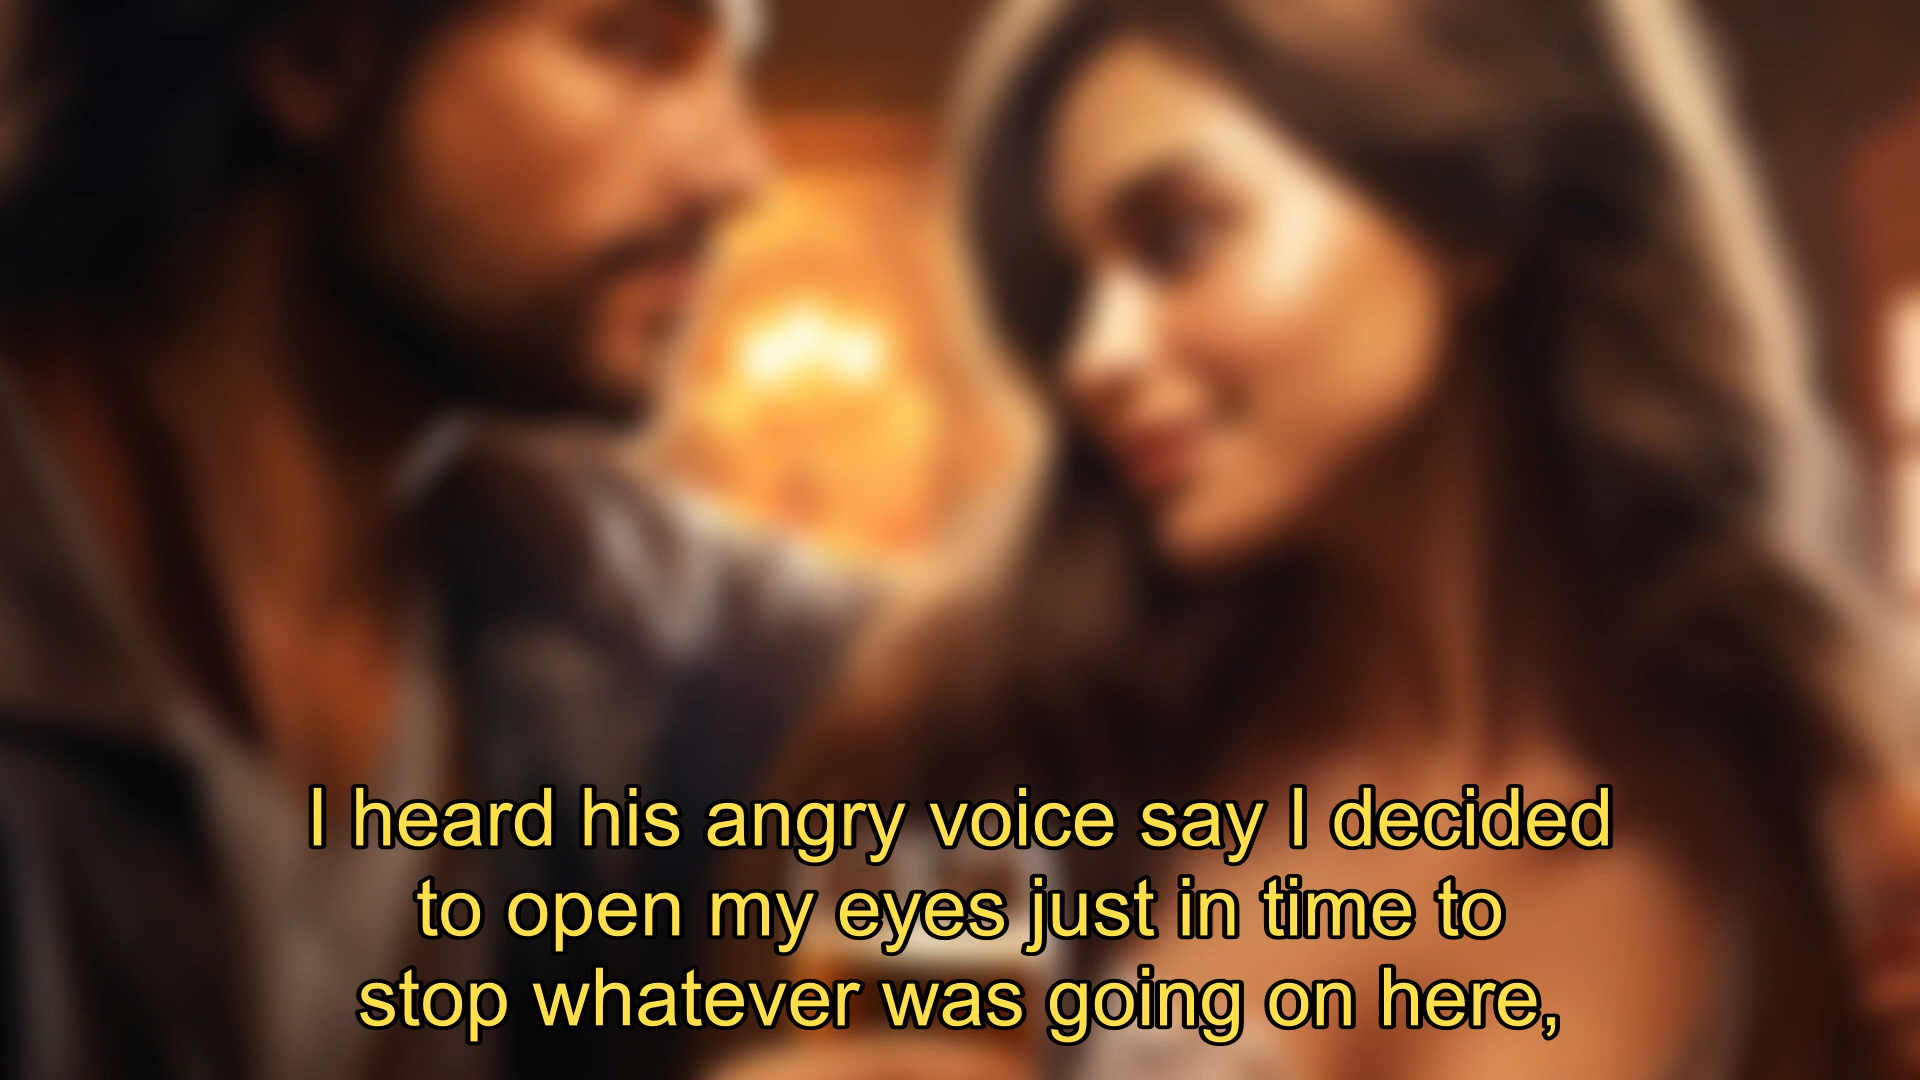 I heard his angry voice say I decided
to open my eyes just in time to
stop whatever was going on here,